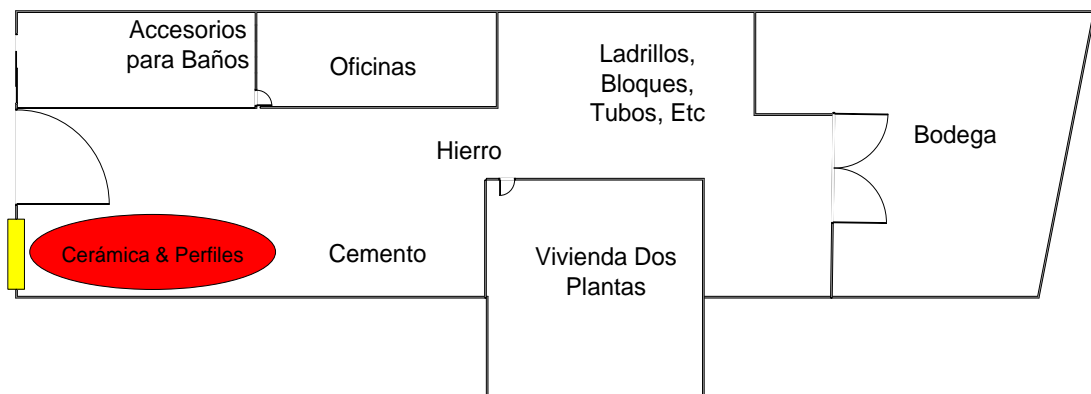 Accesorios
para Baños
Oficinas
Ladrillos,
Bloques,
Tubos, Etc
Bodega
Hierro
Cerámica & Perfiles
Cemento
Vivienda Dos
Plantas